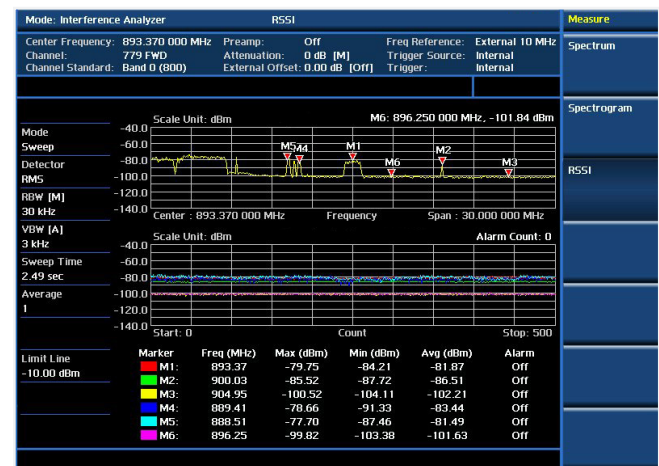 Mode: Interference Analyzer RSSI Measure
Center Frequency: 893.370 000 MHz Preamp: Off Freq Reference: External 10 MHz
Channel: 779 FWD Attenuation: 0 dB [M] Trigger Source: Internal
Channel Standard: Band 0 (800) External Offset: 0.00 dB [Off] Trigger: Internal
Spectrum
Spectrogram
RSSI
Scale Unit: dBm M6: 896.250 000 MHz, -101.84 dBm
Mode
Sweep
Detector
RMS
RBW [M]
30 kHz
VBW [A]
3 kHz
Sweep Time
2.49 sec
Average
1
Limit Line
-10.00 dBm
-40.0
-60.0
-80.0
-100.0
-120.0
-140.0
M5 M4 M1 M6 M2 M3
Center : 893.370 000 MHz Frequency Span : 30.000 000 MHz
Scale Unit: dBm Alarm Count: 0
-40.0
-60.0
-80.0
-100.0
-120.0
-140.0
Start: 0 Count Stop: 500
Marker Freq (MHz) Max (dBm) Min (dBm) Avg (dBm) Alarm
M1: 893.37 -79.75 -84.21 -81.87 Off
M2: 900.03 -85.52 -87.72 -86.51 Off
M3: 904.95 -100.52 -104.11 -102.21 Off
M4: 889.41 -78.66 -91.33 -83.44 Off
M5: 888.51 -77.70 -87.46 -81.49 Off
M6: 896.25 -99.82 -103.38 -101.63 Off